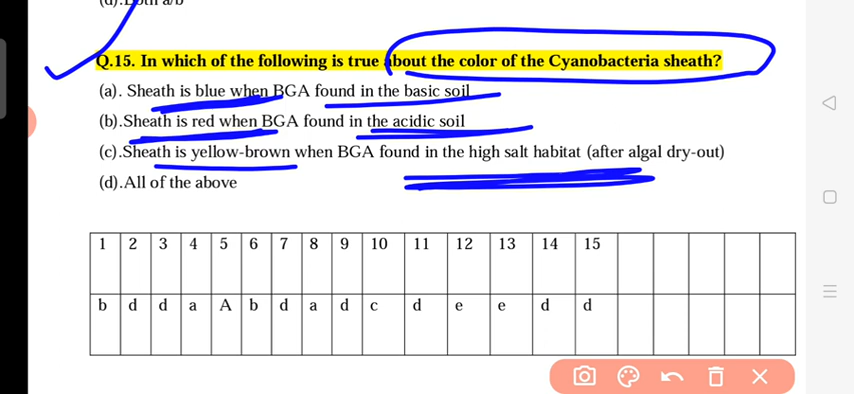 (d).Both a/b
Q.15. In which of the following is true about the color of the Cyanobacteria sheath?
(a). Sheath is blue when BGA found in the basic soil
(b).Sheath is red when BGA found in the acidic soil
(c).Sheath is yellow-brown when BGA found in the high salt habitat (after algal dry-out)
(d).All of the above
1 2 3 4 5 6 7 8 9 10 11 12 13 14 15
b d d a A b d a d c d e e d d